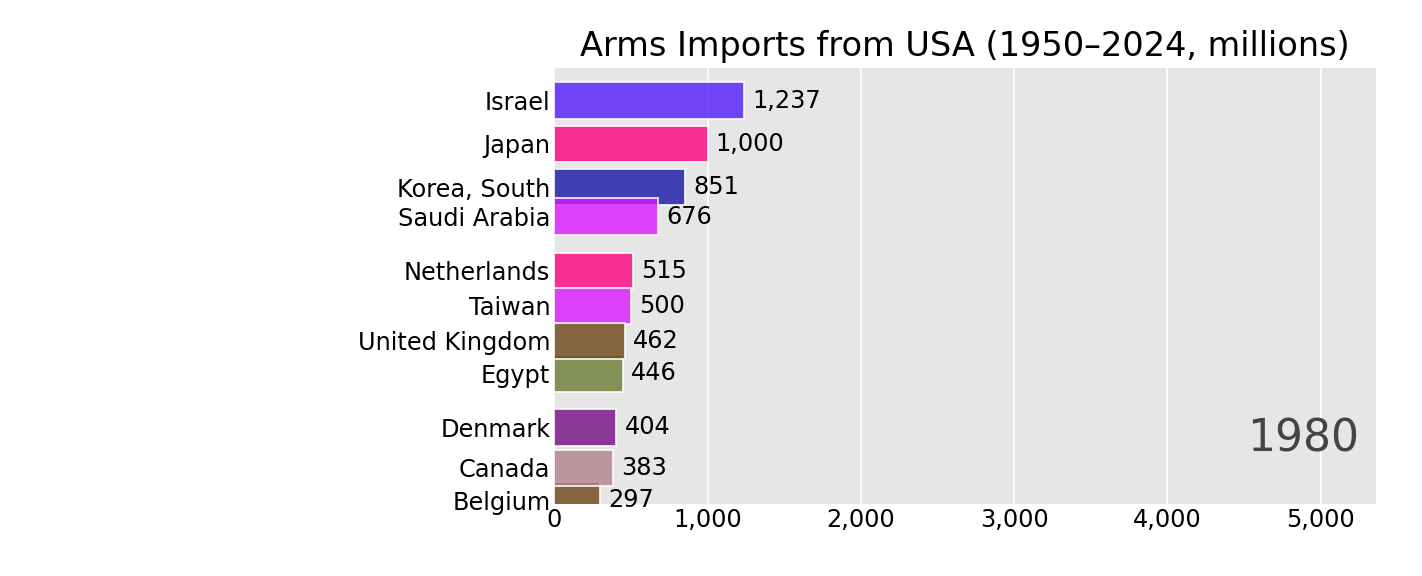 Arms Imports from USA (1950–2024, millions)
Israel 1,237
Japan 1,000
Korea, South 851
Saudi Arabia 676
Netherlands 515
Taiwan 500
United Kingdom 462
Egypt 446
Denmark 404
1980
Canada 383
Belgium 297
0 1,000 2,000 3,000 4,000 5,000